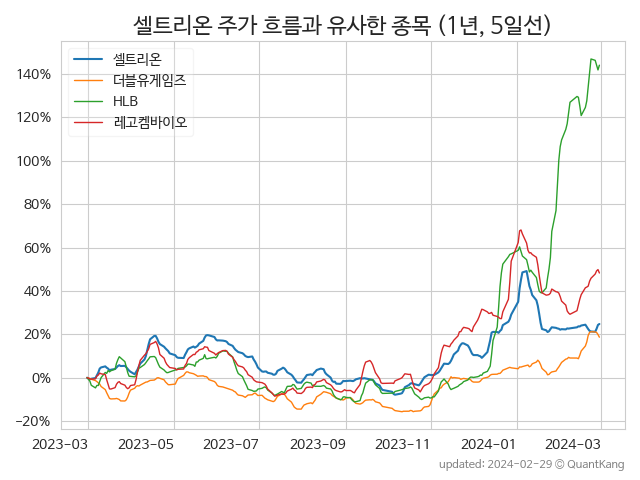 셀트리온 주가 흐름과 유사한 종목 (1년, 5일선)
셀트리온
더블유게임즈
HLB
레고켐바이오
140%
120%
100%
80%
60%
40%
20%
0%
−20%
2023-03 2023-05 2023-07 2023-09 2023-11 2024-01 2024-03
updated: 2024-02-29 © QuantKang